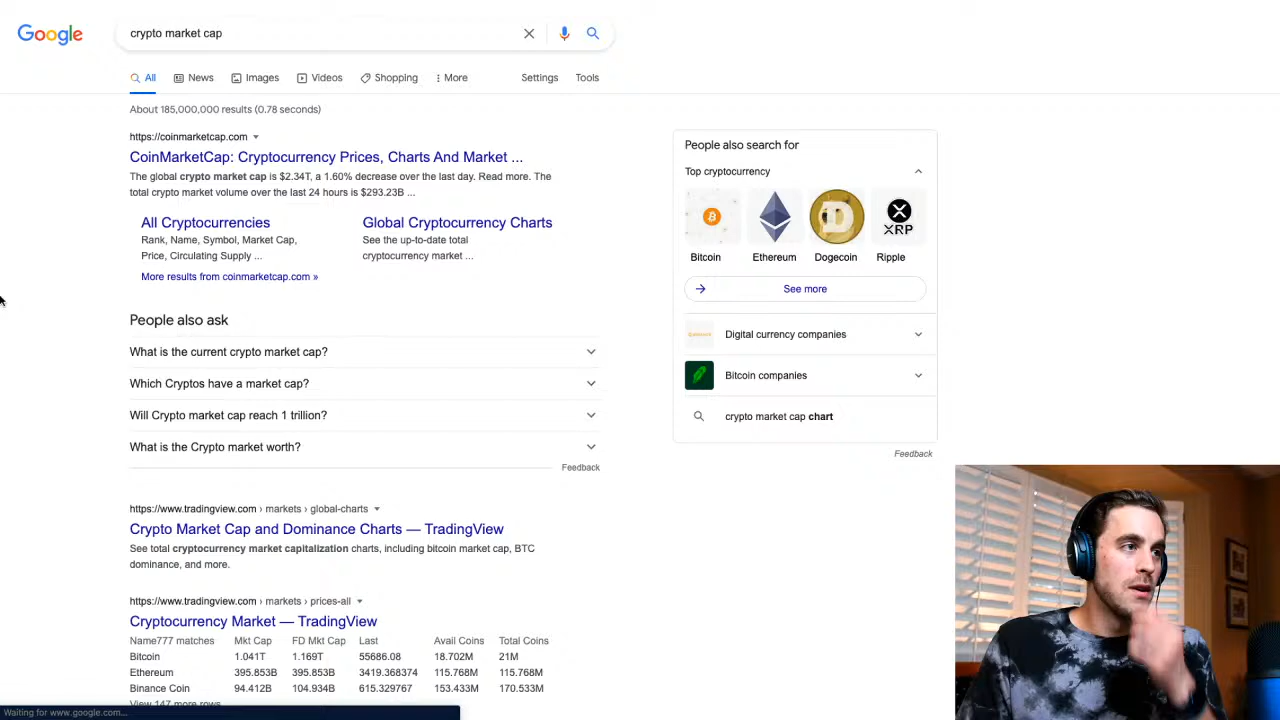 Google
crypto market cap
All News Images Videos Shopping More Settings Tools
About 185,000,000 results (0.78 seconds)
https://coinmarketcap.com
CoinMarketCap: Cryptocurrency Prices, Charts And Market ...
The global crypto market cap is $2.34T, a 1.60% decrease over the last day. Read more. The
total crypto market volume over the last 24 hours is $293.23B ...
All Cryptocurrencies
Rank, Name, Symbol, Market Cap,
Price, Circulating Supply ...
Global Cryptocurrency Charts
See the up-to-date total
cryptocurrency market ...
More results from coinmarketcap.com »
People also ask
What is the current crypto market cap?
Which Cryptos have a market cap?
Will Crypto market cap reach 1 trillion?
What is the Crypto market worth?
Feedback
https://www.tradingview.com › markets › global-charts
Crypto Market Cap and Dominance Charts — TradingView
See total cryptocurrency market capitalization charts, including bitcoin market cap, BTC
dominance, and more.
https://www.tradingview.com › markets › prices-all
Cryptocurrency Market — TradingView
Name777 matches Mkt Cap FD Mkt Cap Last Avail Coins Total Coins
Bitcoin 1.041T 1.169T 55686.08 18.702M 21M
Ethereum 395.853B 395.853B 3419.368374 115.768M 115.768M
Binance Coin 94.412B 104.934B 615.329767 153.433M 170.533M
View 147 more rows
Waiting for www.google.com...
People also search for
Top cryptocurrency
XRP
Bitcoin Ethereum Dogecoin Ripple
See more
Digital currency companies
Bitcoin companies
crypto market cap chart
Feedback